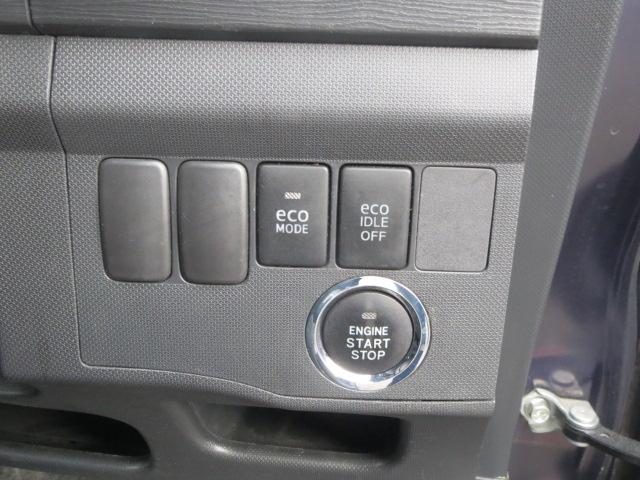 eco
MODE
eco
IDLE
OFF
ENGINE
START
STOP